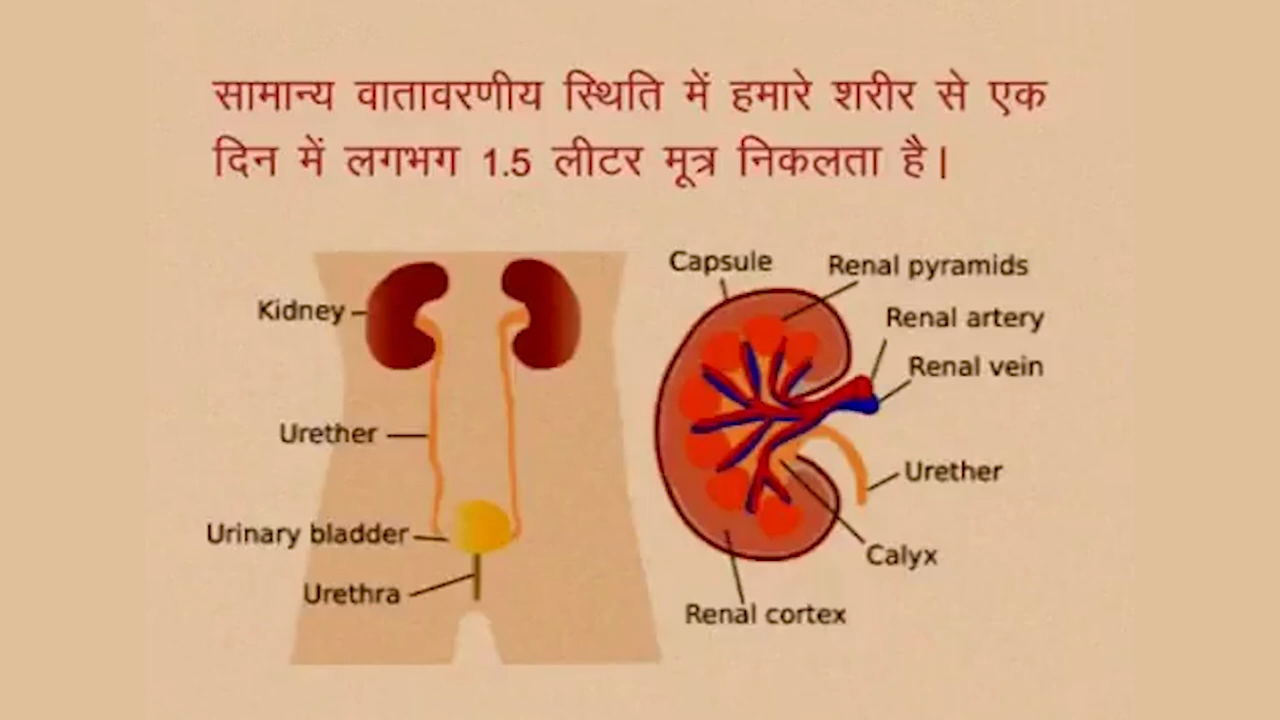 सामान्य वातावरणीय स्थिति में हमारे शरीर से एक
दिन में लगभग 1.5 लीटर मूत्र निकलता है।
Kidney
Urether
Urinary bladder
Urethra
Capsule
Renal pyramids
Renal artery
Renal vein
Urether
Calyx
Renal cortex